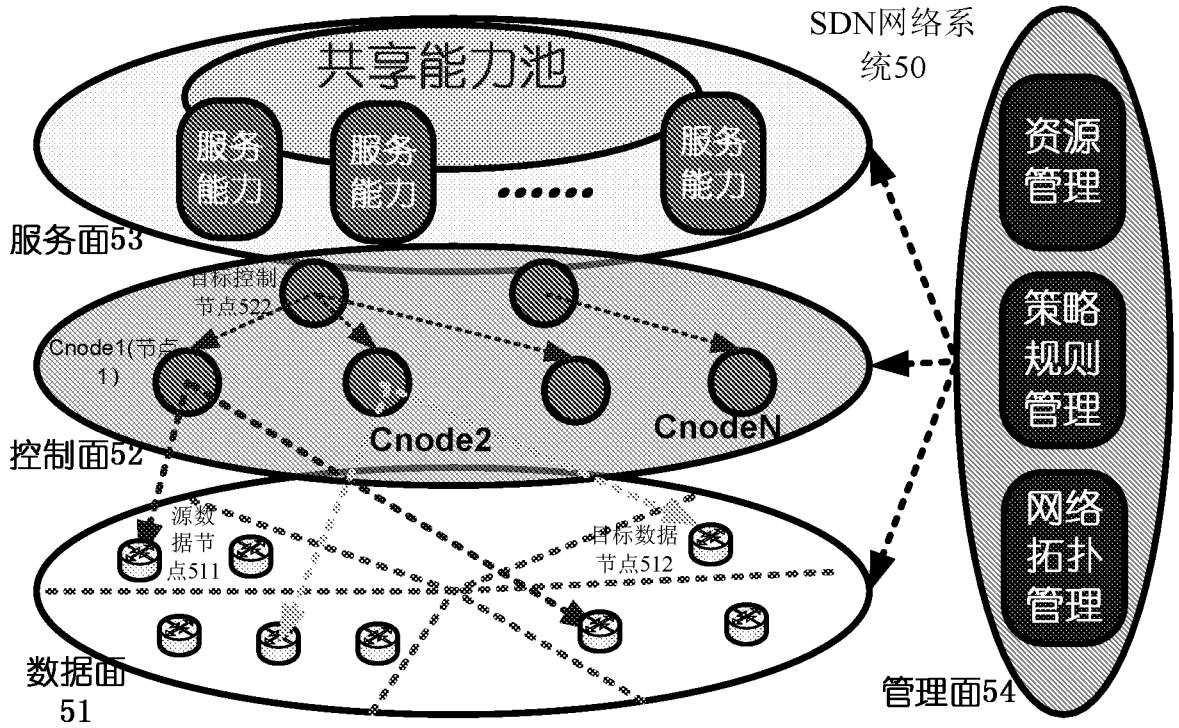 SDN网络系
统50
共享能力池
服务
能力
服务
能力
......
服务
能力
服务面53
目标控制
节点522
Cnode1(节点
1)
Cnode2
CnodeN
控制面52
源数
据节
点511
目标数据
节点512
数据面
51
资源
管理
策略
规则
管理
网络
拓扑
管理
管理面54